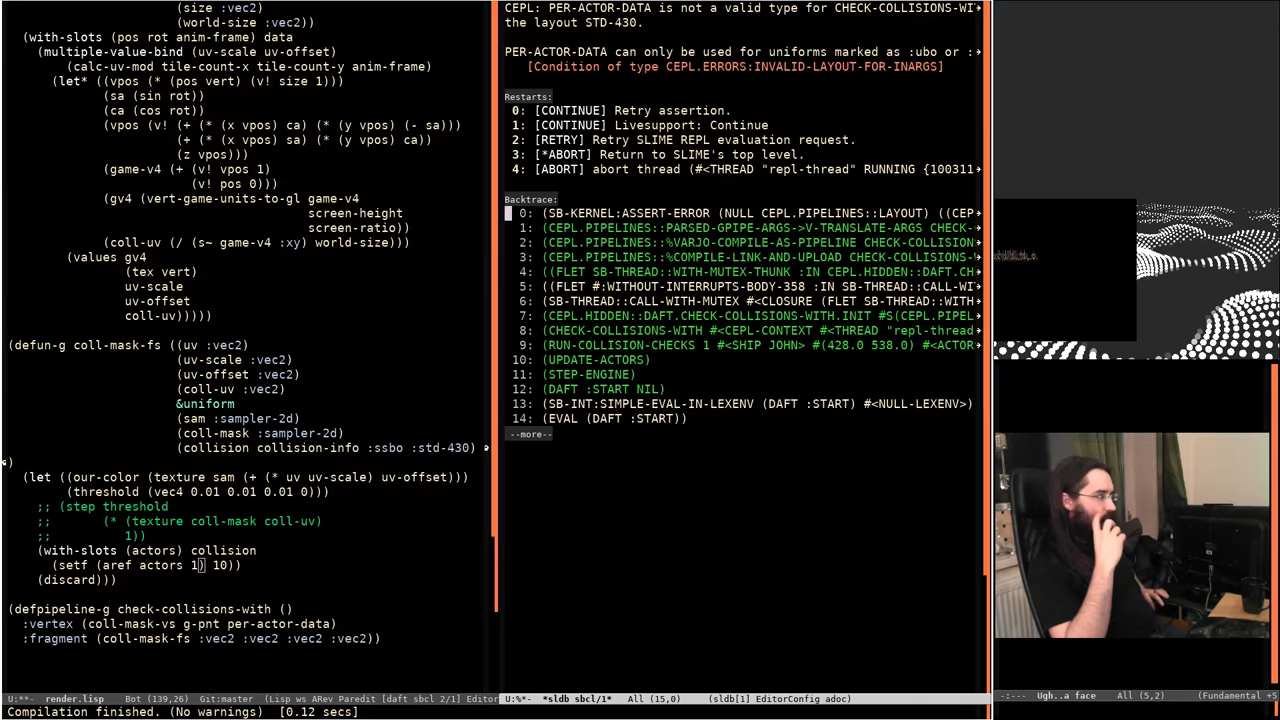 (size :vec2)
(world-size :vec2))
(with-slots (pos rot anim-frame) data
(multiple-value-bind (uv-scale uv-offset)
(calc-uv-mod tile-count-x tile-count-y anim-frame)
(let* ((vpos (* (pos vert) (v! size 1)))
(sa (sin rot))
(ca (cos rot))
(vpos (v! (+ (* (x vpos) ca) (* (y vpos) (- sa)))
(+ (* (x vpos) sa) (* (y vpos) ca))
(z vpos)))
(game-v4 (+ (v! vpos 1)
(v! pos 0)))
(gv4 (vert-game-units-to-gl game-v4
screen-height
screen-ratio))
(coll-uv (/ (s~ game-v4 :xy) world-size)))
(values gv4
(tex vert)
uv-scale
uv-offset
coll-uv)))))
(defun-g coll-mask-fs ((uv :vec2)
(uv-scale :vec2)
(uv-offset :vec2)
(coll-uv :vec2)
&uniform
(sam :sampler-2d)
(coll-mask :sampler-2d)
(collision collision-info :ssbo :std-430)
)
(let ((our-color (texture sam (+ (* uv uv-scale) uv-offset)))
(threshold (vec4 0.01 0.01 0.01 0)))
;; (step threshold
;; (* (texture coll-mask coll-uv)
;; 1))
(with-slots (actors) collision
(setf (aref actors 1) 10))
(discard)))
(defpipeline-g check-collisions-with ()
:vertex (coll-mask-vs g-pnt per-actor-data)
:fragment (coll-mask-fs :vec2 :vec2 :vec2 :vec2))
U:**- render.lisp Bot (139,26) Git:master (Lisp ws ARev Paredit [daft sbcl 2/1] Editor
Compilation finished. (No warnings) [0.12 secs]
CEPL: PER-ACTOR-DATA is not a valid type for CHECK-COLLISIONS-WI
the layout STD-430.
PER-ACTOR-DATA can only be used for uniforms marked as :ubo or :
[Condition of type CEPL.ERRORS:INVALID-LAYOUT-FOR-INARGS]
Restarts:
0: [CONTINUE] Retry assertion.
1: [CONTINUE] Livesupport: Continue
2: [RETRY] Retry SLIME REPL evaluation request.
3: [*ABORT] Return to SLIME's top level.
4: [ABORT] abort thread (#<THREAD "repl-thread" RUNNING {100311
Backtrace:
0: (SB-KERNEL:ASSERT-ERROR (NULL CEPL.PIPELINES::LAYOUT) ((CEP
1: (CEPL.PIPELINES::PARSED-GPIPE-ARGS->V-TRANSLATE-ARGS CHECK-
2: (CEPL.PIPELINES::%VARJO-COMPILE-AS-PIPELINE CHECK-COLLISION
3: (CEPL.PIPELINES::%COMPILE-LINK-AND-UPLOAD CHECK-COLLISIONS-
4: ((FLET SB-THREAD::WITH-MUTEX-THUNK :IN CEPL.HIDDEN::DAFT.CH
5: ((FLET #:WITHOUT-INTERRUPTS-BODY-358 :IN SB-THREAD::CALL-WI
6: (SB-THREAD::CALL-WITH-MUTEX #<CLOSURE (FLET SB-THREAD::WITH
7: (CEPL.HIDDEN::DAFT.CHECK-COLLISIONS-WITH.INIT #S(CEPL.PIPEL
8: (CHECK-COLLISIONS-WITH #<CEPL-CONTEXT #<THREAD "repl-thread
9: (RUN-COLLISION-CHECKS 1 #<SHIP JOHN> #(428.0 538.0) #<ACTOR
10: (UPDATE-ACTORS)
11: (STEP-ENGINE)
12: (DAFT :START NIL)
13: (SB-INT:SIMPLE-EVAL-IN-LEXENV (DAFT :START) #<NULL-LEXENV>)
14: (EVAL (DAFT :START))
--more--
U:%*- *sldb sbcl/1* All (15,0) (sldb[1] EditorConfig adoc)
-:--- Ugh..a face All (5,2) (Fundamental +5